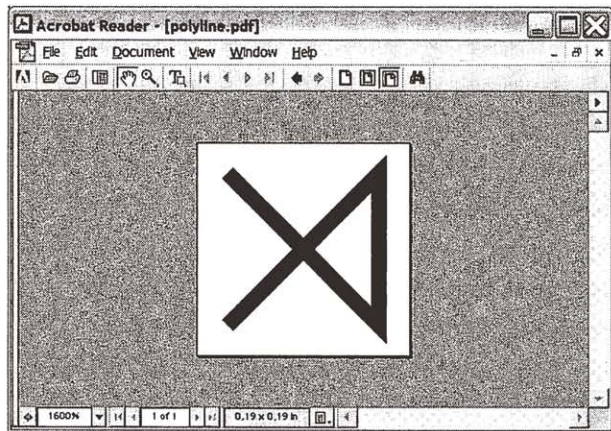 Acrobat Reader - [polyline.pdf]
File Edit Document View Window Help
1600% 1 of 1 0,19 x 0,19 in